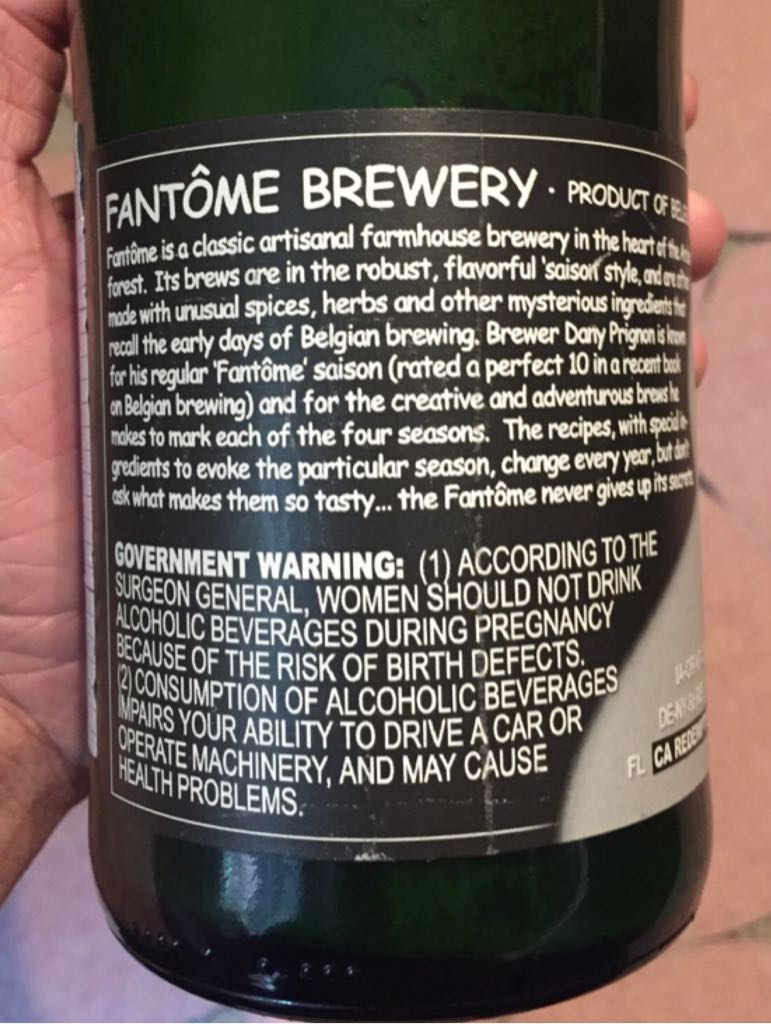 FANTÔME BREWERY · PRODUCT OF
Fantôme is a classic artisanal farmhouse brewery in the heart of the
forest. Its brews are in the robust, flavorful 'saison' style, and are
made with unusual spices, herbs and other mysterious ingredients that
recall the early days of Belgian brewing. Brewer Dany Prignon is known
for his regular 'Fantôme' saison (rated a perfect 10 in a recent book
on Belgian brewing) and for the creative and adventurous brews he
makes to mark each of the four seasons. The recipes, with special in-
gredients to evoke the particular season, change every year, but don't
ask what makes them so tasty... the Fantôme never gives up its secrets.
GOVERNMENT WARNING: (1) ACCORDING TO THE
SURGEON GENERAL, WOMEN SHOULD NOT DRINK
ALCOHOLIC BEVERAGES DURING PREGNANCY
BECAUSE OF THE RISK OF BIRTH DEFECTS.
(2) CONSUMPTION OF ALCOHOLIC BEVERAGES
IMPAIRS YOUR ABILITY TO DRIVE A CAR OR
OPERATE MACHINERY, AND MAY CAUSE
HEALTH PROBLEMS.
FL CA